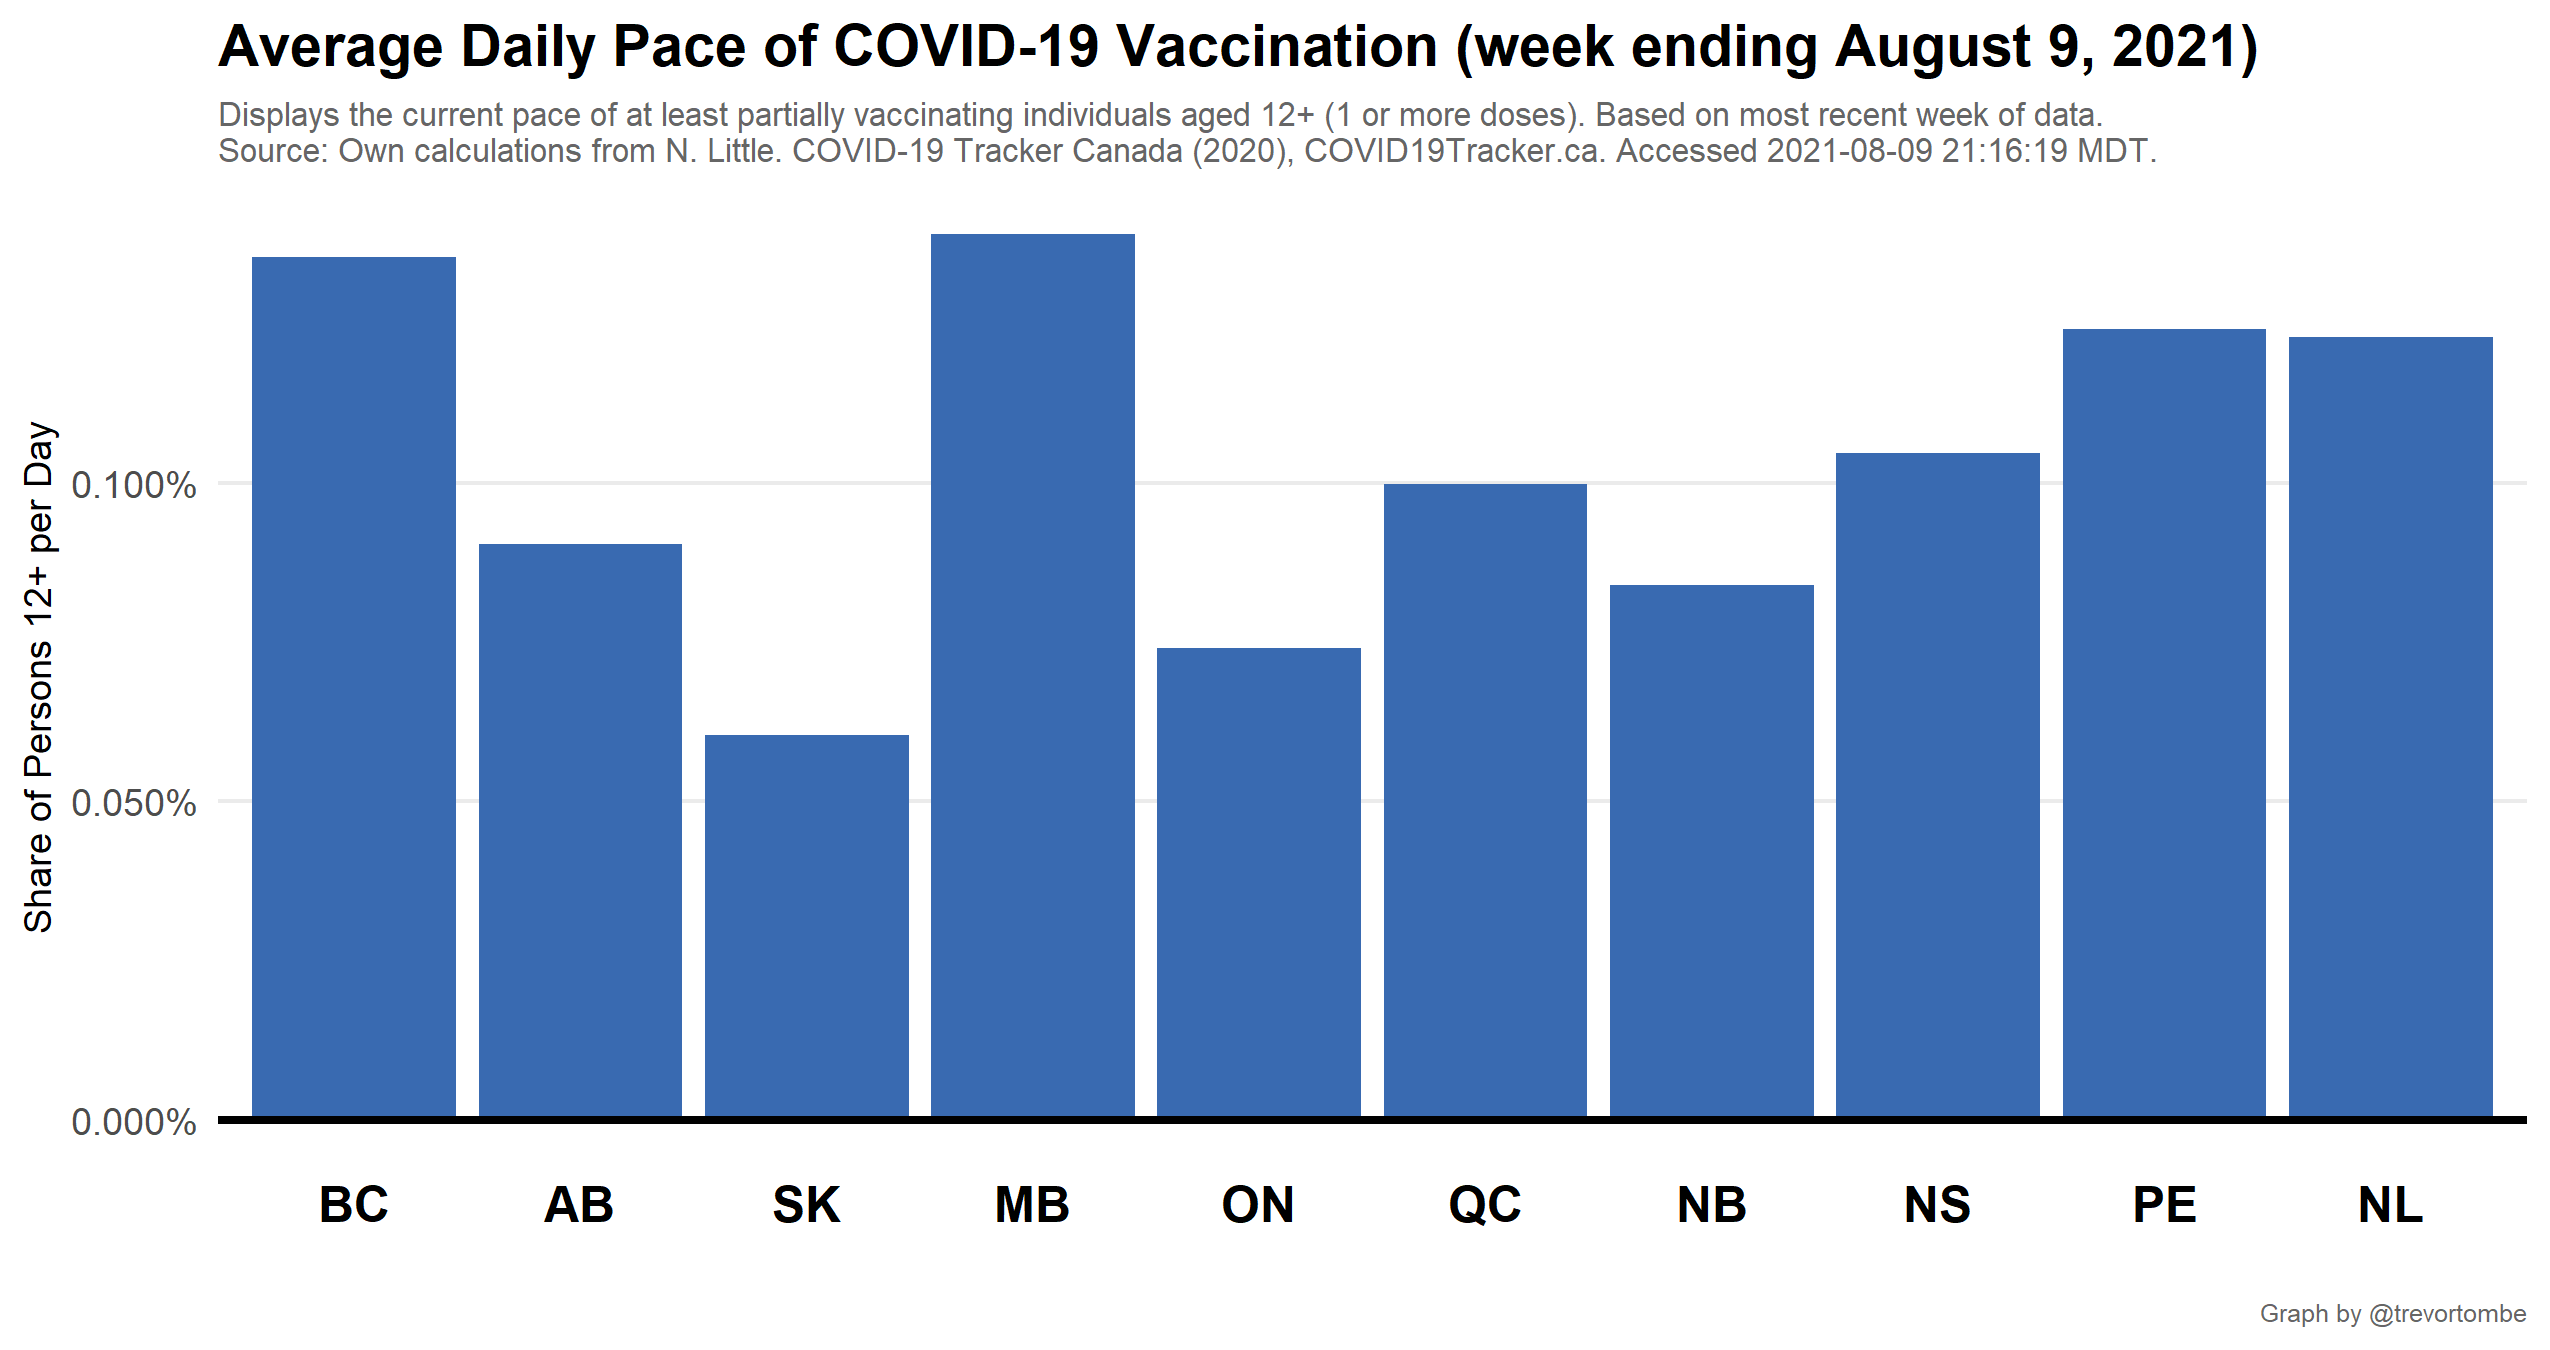 Average Daily Pace of COVID-19 Vaccination (week ending August 9, 2021)
Displays the current pace of at least partially vaccinating individuals aged 12+ (1 or more doses). Based on most recent week of data.
Source: Own calculations from N. Little. COVID-19 Tracker Canada (2020), COVID19Tracker.ca. Accessed 2021-08-09 21:16:19 MDT.
Share of Persons 12+ per Day
0.100%
0.050%
0.000%
BC AB SK MB ON QC NB NS PE NL
Graph by @trevortombe